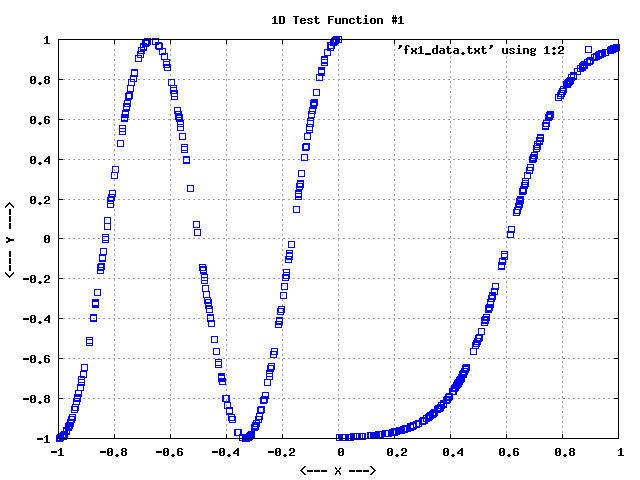 1D Test Function #1
'fx1_data.txt' using 1:2
1
0.8
0.6
0.4
0.2
0
-0.2
-0.4
-0.6
-0.8
-1
<--- Y --->
-1 -0.8 -0.6 -0.4 -0.2 0 0.2 0.4 0.6 0.8 1
<--- X --->